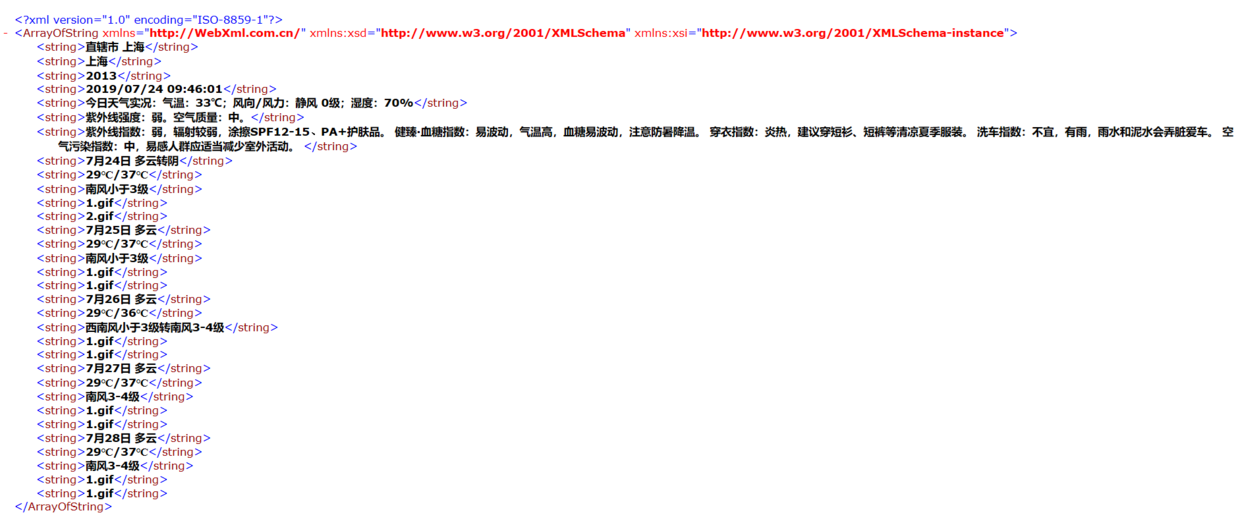 <?xml version="1.0" encoding="ISO-8859-1"?>
- <ArrayOfString xmlns="http://WebXml.com.cn/" xmlns:xsd="http://www.w3.org/2001/XMLSchema" xmlns:xsi="http://www.w3.org/2001/XMLSchema-instance">
<string>直辖市 上海</string>
<string>上海</string>
<string>2013</string>
<string>2019/07/24 09:46:01</string>
<string>今日天气实况：气温：33℃；风向/风力：静风 0级；湿度：70%</string>
<string>紫外线强度：弱。空气质量：中。</string>
<string>紫外线指数：弱，辐射较弱，涂擦SPF12-15、PA+护肤品。 健臻·血糖指数：易波动，气温高，血糖易波动，注意防暑降温。 穿衣指数：炎热，建议穿短衫、短裤等清凉夏季服装。 洗车指数：不宜，有雨，雨水和泥水会弄脏爱车。 空
气污染指数：中，易感人群应适当减少室外活动。 </string>
<string>7月24日 多云转阴</string>
<string>29℃/37℃</string>
<string>南风小于3级</string>
<string>1.gif</string>
<string>2.gif</string>
<string>7月25日 多云</string>
<string>29℃/37℃</string>
<string>南风小于3级</string>
<string>1.gif</string>
<string>1.gif</string>
<string>7月26日 多云</string>
<string>29℃/36℃</string>
<string>西南风小于3级转南风3-4级</string>
<string>1.gif</string>
<string>1.gif</string>
<string>7月27日 多云</string>
<string>29℃/37℃</string>
<string>南风3-4级</string>
<string>1.gif</string>
<string>1.gif</string>
<string>7月28日 多云</string>
<string>29℃/37℃</string>
<string>南风3-4级</string>
<string>1.gif</string>
<string>1.gif</string>
</ArrayOfString>